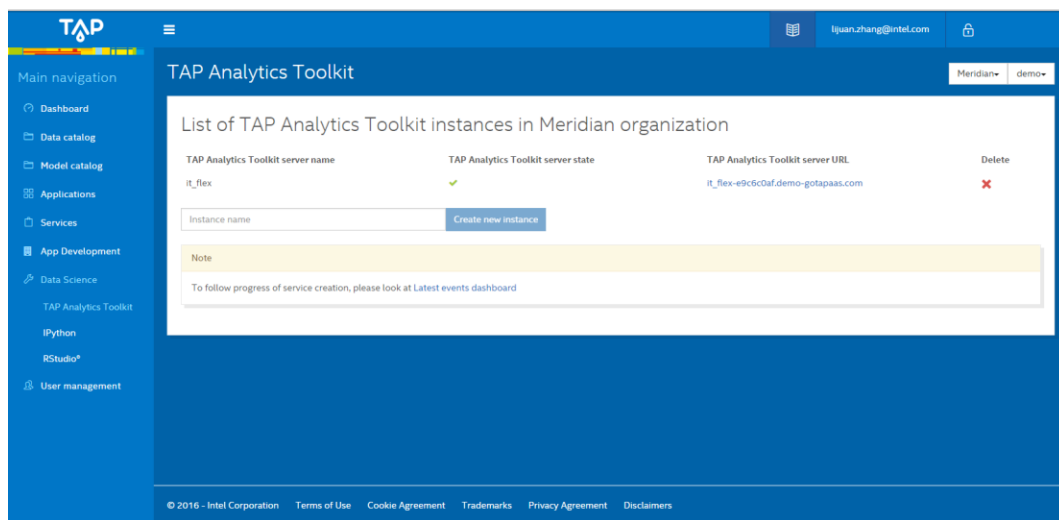 TAP
lijuan.zhang@intel.com
Main navigation
Dashboard
Data catalog
Model catalog
Applications
Services
App Development
Data Science
TAP Analytics Toolkit
IPython
RStudio®
User management
TAP Analytics Toolkit
Meridian demo
List of TAP Analytics Toolkit instances in Meridian organization
TAP Analytics Toolkit server name TAP Analytics Toolkit server state TAP Analytics Toolkit server URL Delete
it_flex it_flex-e9c6c0af.demo-gotapaas.com
Instance name Create new instance
Note
To follow progress of service creation, please look at Latest events dashboard
© 2016 - Intel Corporation Terms of Use Cookie Agreement Trademarks Privacy Agreement Disclaimers